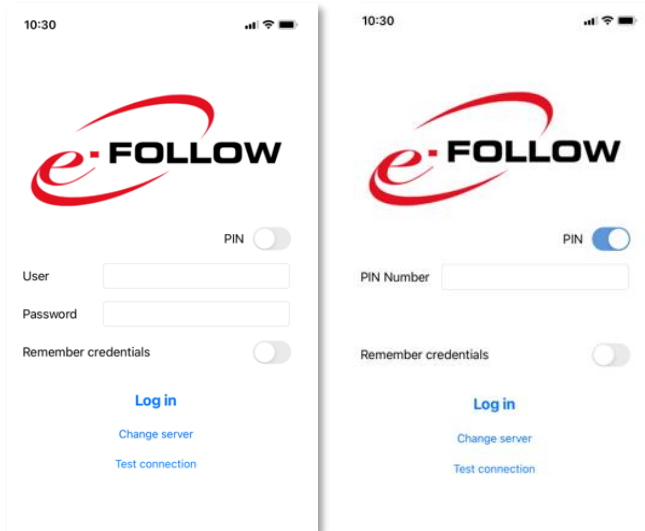 10:30
e-FOLLOW
PIN
User
Password
Remember credentials
Log in
Change server
Test connection
10:30
e-FOLLOW
PIN
PIN Number
Remember credentials
Log in
Change server
Test connection